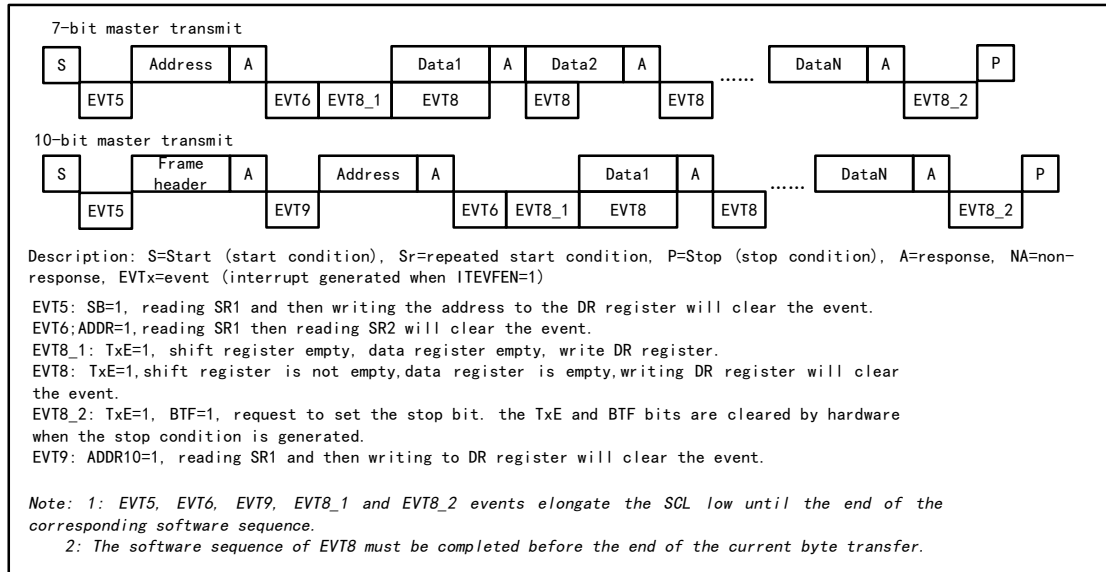 7-bit master transmit
S Address A Data1 A Data2 A ...... DataN A P
EVT5 EVT6 EVT8_1 EVT8 EVT8 EVT8 EVT8_2
10-bit master transmit
S Frame header A Address A Data1 A ...... DataN A P
EVT5 EVT9 EVT6 EVT8_1 EVT8 EVT8 EVT8_2
Description: S=Start (start condition), Sr=repeated start condition, P=Stop (stop condition), A=response, NA=non-
response, EVTx=event (interrupt generated when ITEVFEN=1)
EVT5: SB=1, reading SR1 and then writing the address to the DR register will clear the event.
EVT6;ADDR=1,reading SR1 then reading SR2 will clear the event.
EVT8_1: TxE=1, shift register empty, data register empty, write DR register.
EVT8: TxE=1,shift register is not empty,data register is empty,writing DR register will clear
the event.
EVT8_2: TxE=1, BTF=1, request to set the stop bit. the TxE and BTF bits are cleared by hardware
when the stop condition is generated.
EVT9: ADDR10=1, reading SR1 and then writing to DR register will clear the event.
Note: 1: EVT5, EVT6, EVT9, EVT8_1 and EVT8_2 events elongate the SCL low until the end of the
corresponding software sequence.
2: The software sequence of EVT8 must be completed before the end of the current byte transfer.